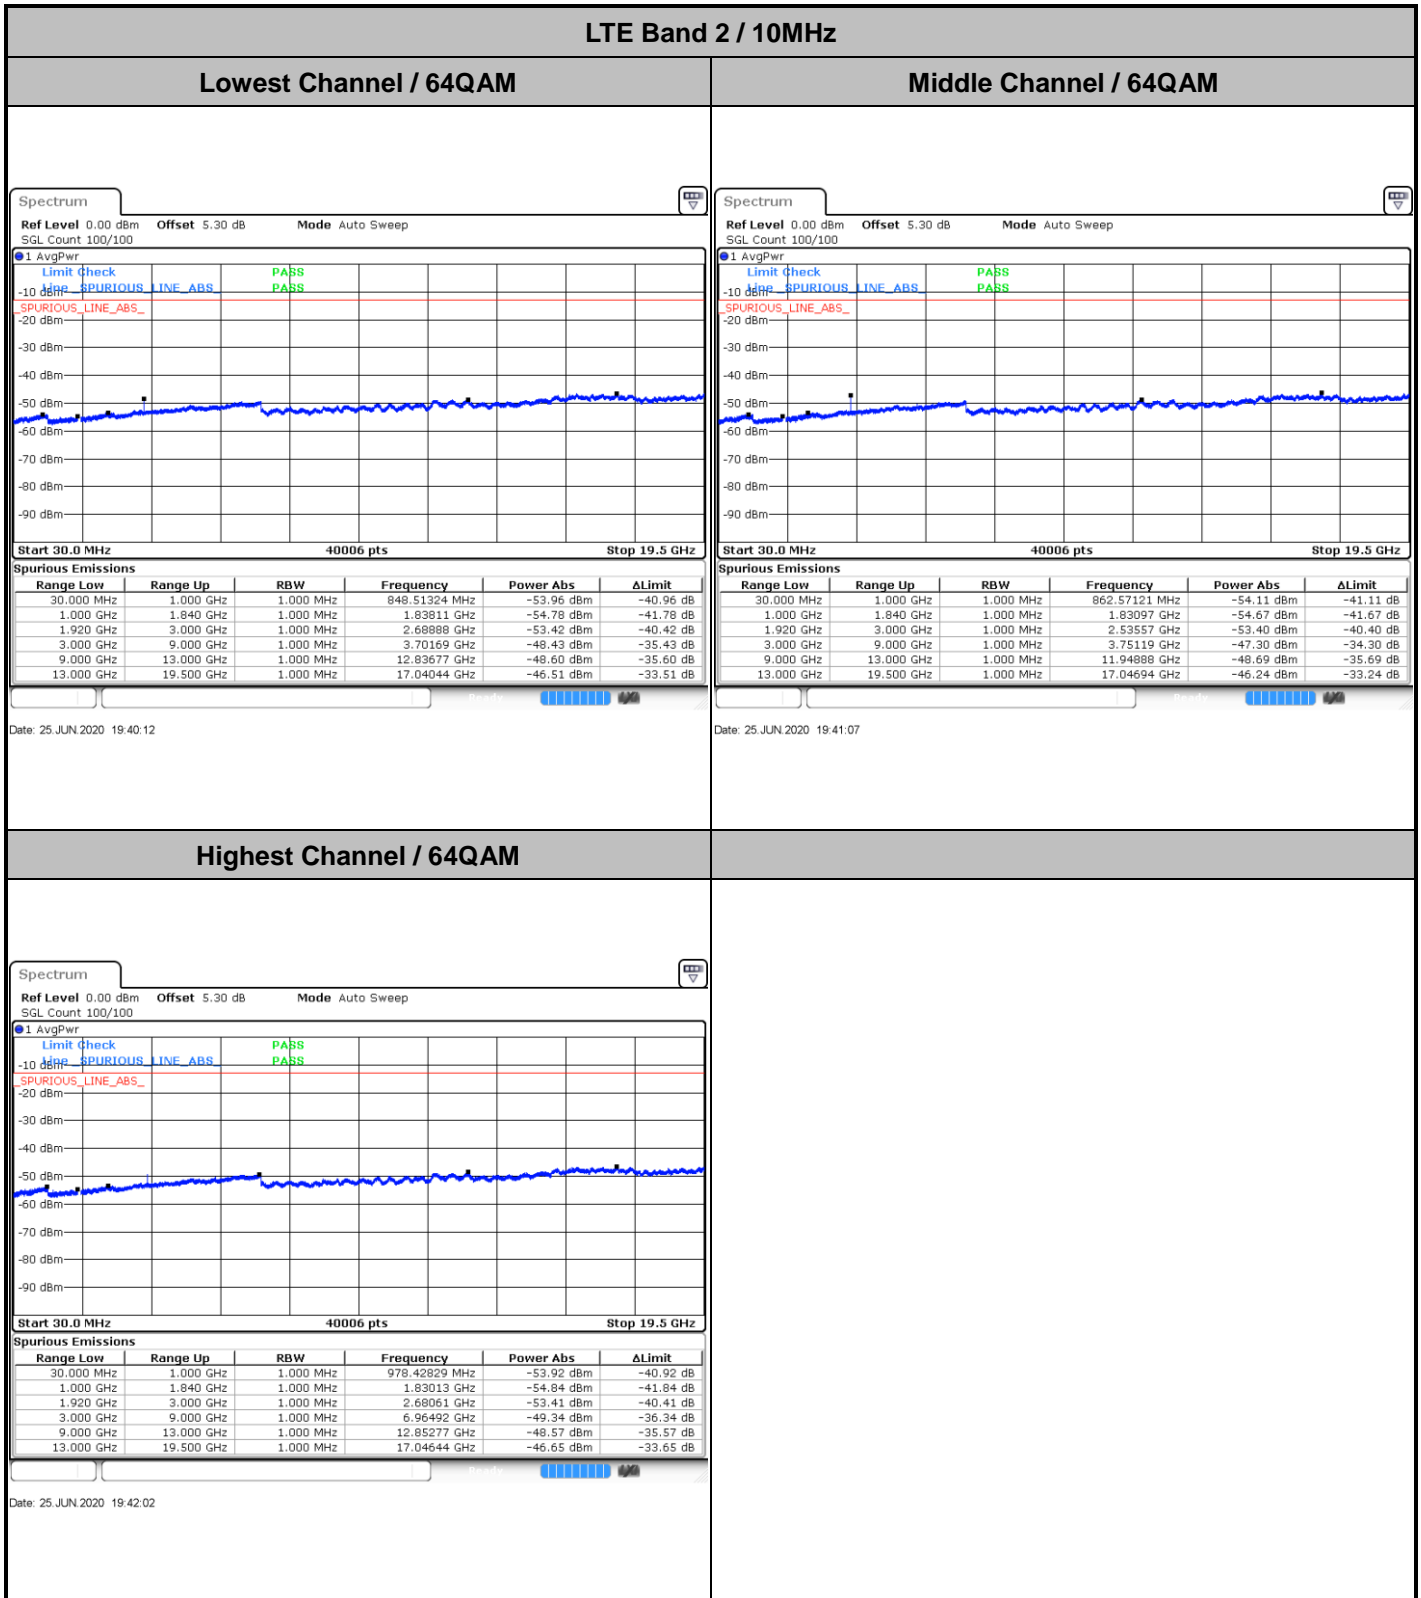 LTE Band 2 / 10MHz
Lowest Channel / 64QAM
Middle Channel / 64QAM
Spectrum
Ref Level 0.00 dBm Offset 5.30 dB Mode Auto Sweep
SGL Count 100/100
1 AvgPwr
Limit Check PASS
Line _SPURIOUS_LINE_ABS_ PASS
-10 dBm
_SPURIOUS_LINE_ABS_
-20 dBm
-30 dBm
-40 dBm
-50 dBm
-60 dBm
-70 dBm
-80 dBm
-90 dBm
Start 30.0 MHz 40006 pts Stop 19.5 GHz
Spurious Emissions
Range Low Range Up RBW Frequency Power Abs ΔLimit
30.000 MHz 1.000 GHz 1.000 MHz 848.51324 MHz -53.96 dBm -40.96 dB
1.000 GHz 1.840 GHz 1.000 MHz 1.83811 GHz -54.78 dBm -41.78 dB
1.920 GHz 3.000 GHz 1.000 MHz 2.68888 GHz -53.42 dBm -40.42 dB
3.000 GHz 9.000 GHz 1.000 MHz 3.70169 GHz -48.43 dBm -35.43 dB
9.000 GHz 13.000 GHz 1.000 MHz 12.83677 GHz -48.60 dBm -35.60 dB
13.000 GHz 19.500 GHz 1.000 MHz 17.04044 GHz -46.51 dBm -33.51 dB
Date: 25.JUN.2020 19:40:12
Spectrum
Ref Level 0.00 dBm Offset 5.30 dB Mode Auto Sweep
SGL Count 100/100
1 AvgPwr
Limit Check PASS
Line _SPURIOUS_LINE_ABS_ PASS
-10 dBm
_SPURIOUS_LINE_ABS_
-20 dBm
-30 dBm
-40 dBm
-50 dBm
-60 dBm
-70 dBm
-80 dBm
-90 dBm
Start 30.0 MHz 40006 pts Stop 19.5 GHz
Spurious Emissions
Range Low Range Up RBW Frequency Power Abs ΔLimit
30.000 MHz 1.000 GHz 1.000 MHz 862.57121 MHz -54.11 dBm -41.11 dB
1.000 GHz 1.840 GHz 1.000 MHz 1.83097 GHz -54.67 dBm -41.67 dB
1.920 GHz 3.000 GHz 1.000 MHz 2.53557 GHz -53.40 dBm -40.40 dB
3.000 GHz 9.000 GHz 1.000 MHz 3.75119 GHz -47.30 dBm -34.30 dB
9.000 GHz 13.000 GHz 1.000 MHz 11.94888 GHz -48.69 dBm -35.69 dB
13.000 GHz 19.500 GHz 1.000 MHz 17.04694 GHz -46.24 dBm -33.24 dB
Date: 25.JUN.2020 19:41:07
Highest Channel / 64QAM
Spectrum
Ref Level 0.00 dBm Offset 5.30 dB Mode Auto Sweep
SGL Count 100/100
1 AvgPwr
Limit Check PASS
Line _SPURIOUS_LINE_ABS_ PASS
-10 dBm
_SPURIOUS_LINE_ABS_
-20 dBm
-30 dBm
-40 dBm
-50 dBm
-60 dBm
-70 dBm
-80 dBm
-90 dBm
Start 30.0 MHz 40006 pts Stop 19.5 GHz
Spurious Emissions
Range Low Range Up RBW Frequency Power Abs ΔLimit
30.000 MHz 1.000 GHz 1.000 MHz 978.42829 MHz -53.92 dBm -40.92 dB
1.000 GHz 1.840 GHz 1.000 MHz 1.83013 GHz -54.84 dBm -41.84 dB
1.920 GHz 3.000 GHz 1.000 MHz 2.68061 GHz -53.41 dBm -40.41 dB
3.000 GHz 9.000 GHz 1.000 MHz 6.96492 GHz -49.34 dBm -36.34 dB
9.000 GHz 13.000 GHz 1.000 MHz 12.85277 GHz -48.57 dBm -35.57 dB
13.000 GHz 19.500 GHz 1.000 MHz 17.04644 GHz -46.65 dBm -33.65 dB
Date: 25.JUN.2020 19:42:02